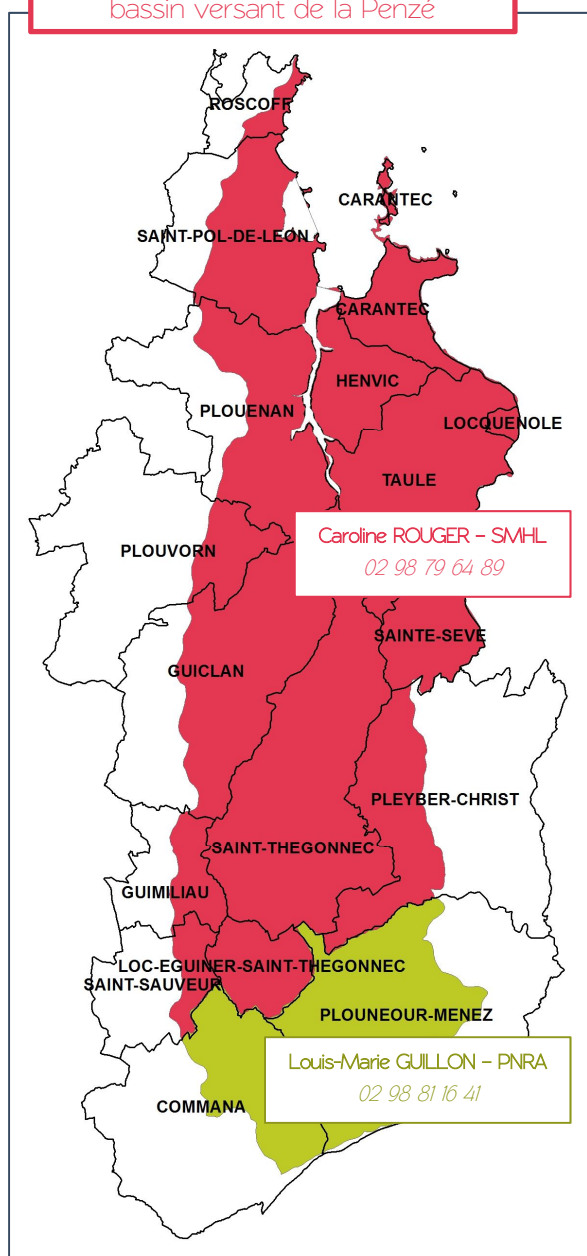 bassin versant de la Penzé
ROSCOFF
CARANTEC
SAINT-POL-DE-LEON
CARANTEC
HENVIC
PLOUENAN
LOCQUENOLE
TAULE
Caroline ROUGER – SMHL
02 98 79 64 89
PLOUVORN
SAINTE-SEVE
GUICLAN
PLEYBER-CHRIST
SAINT-THEGONNEC
GUIMILIAU
LOC-EGUINER-SAINT-THEGONNEC
SAINT-SAUVEUR
PLOUNEOUR-MENEZ
Louis-Marie GUILLON – PNRA
02 98 81 16 41
COMMANA